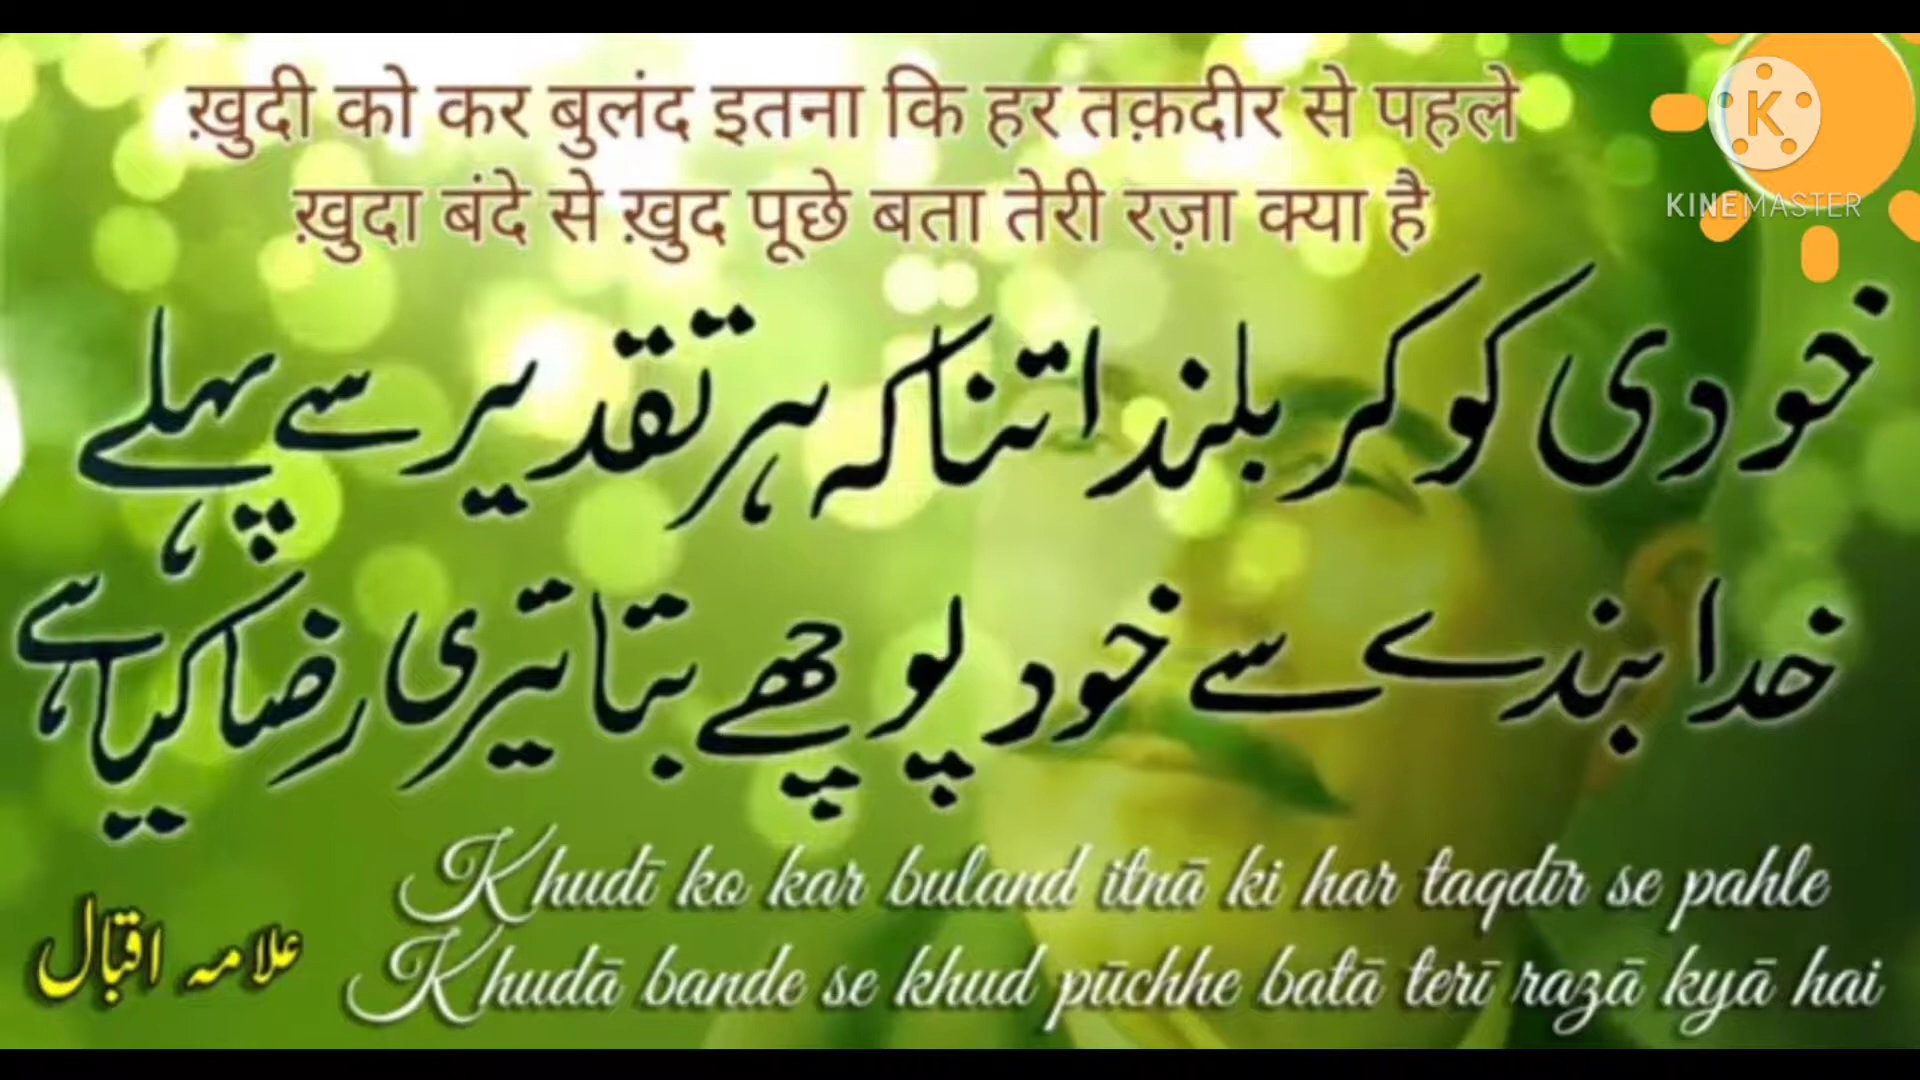 ख़ुदी को कर बुलंद इतना कि हर तक़दीर से पहले
ख़ुदा बंदे से ख़ुद पूछे बता तेरी रज़ा क्या है
K
KINEMASTER
خودی کو کر بلند اتنا کہ ہر تقدیر سے پہلے
خدا بندے سے خود پوچھے بتا تیری رضا کیا ہے
Khudī ko kar buland itnā ki har taqdīr se pahle
Khudā bande se khud pūchhe batā terī razā kyā hai
علامہ اقبال